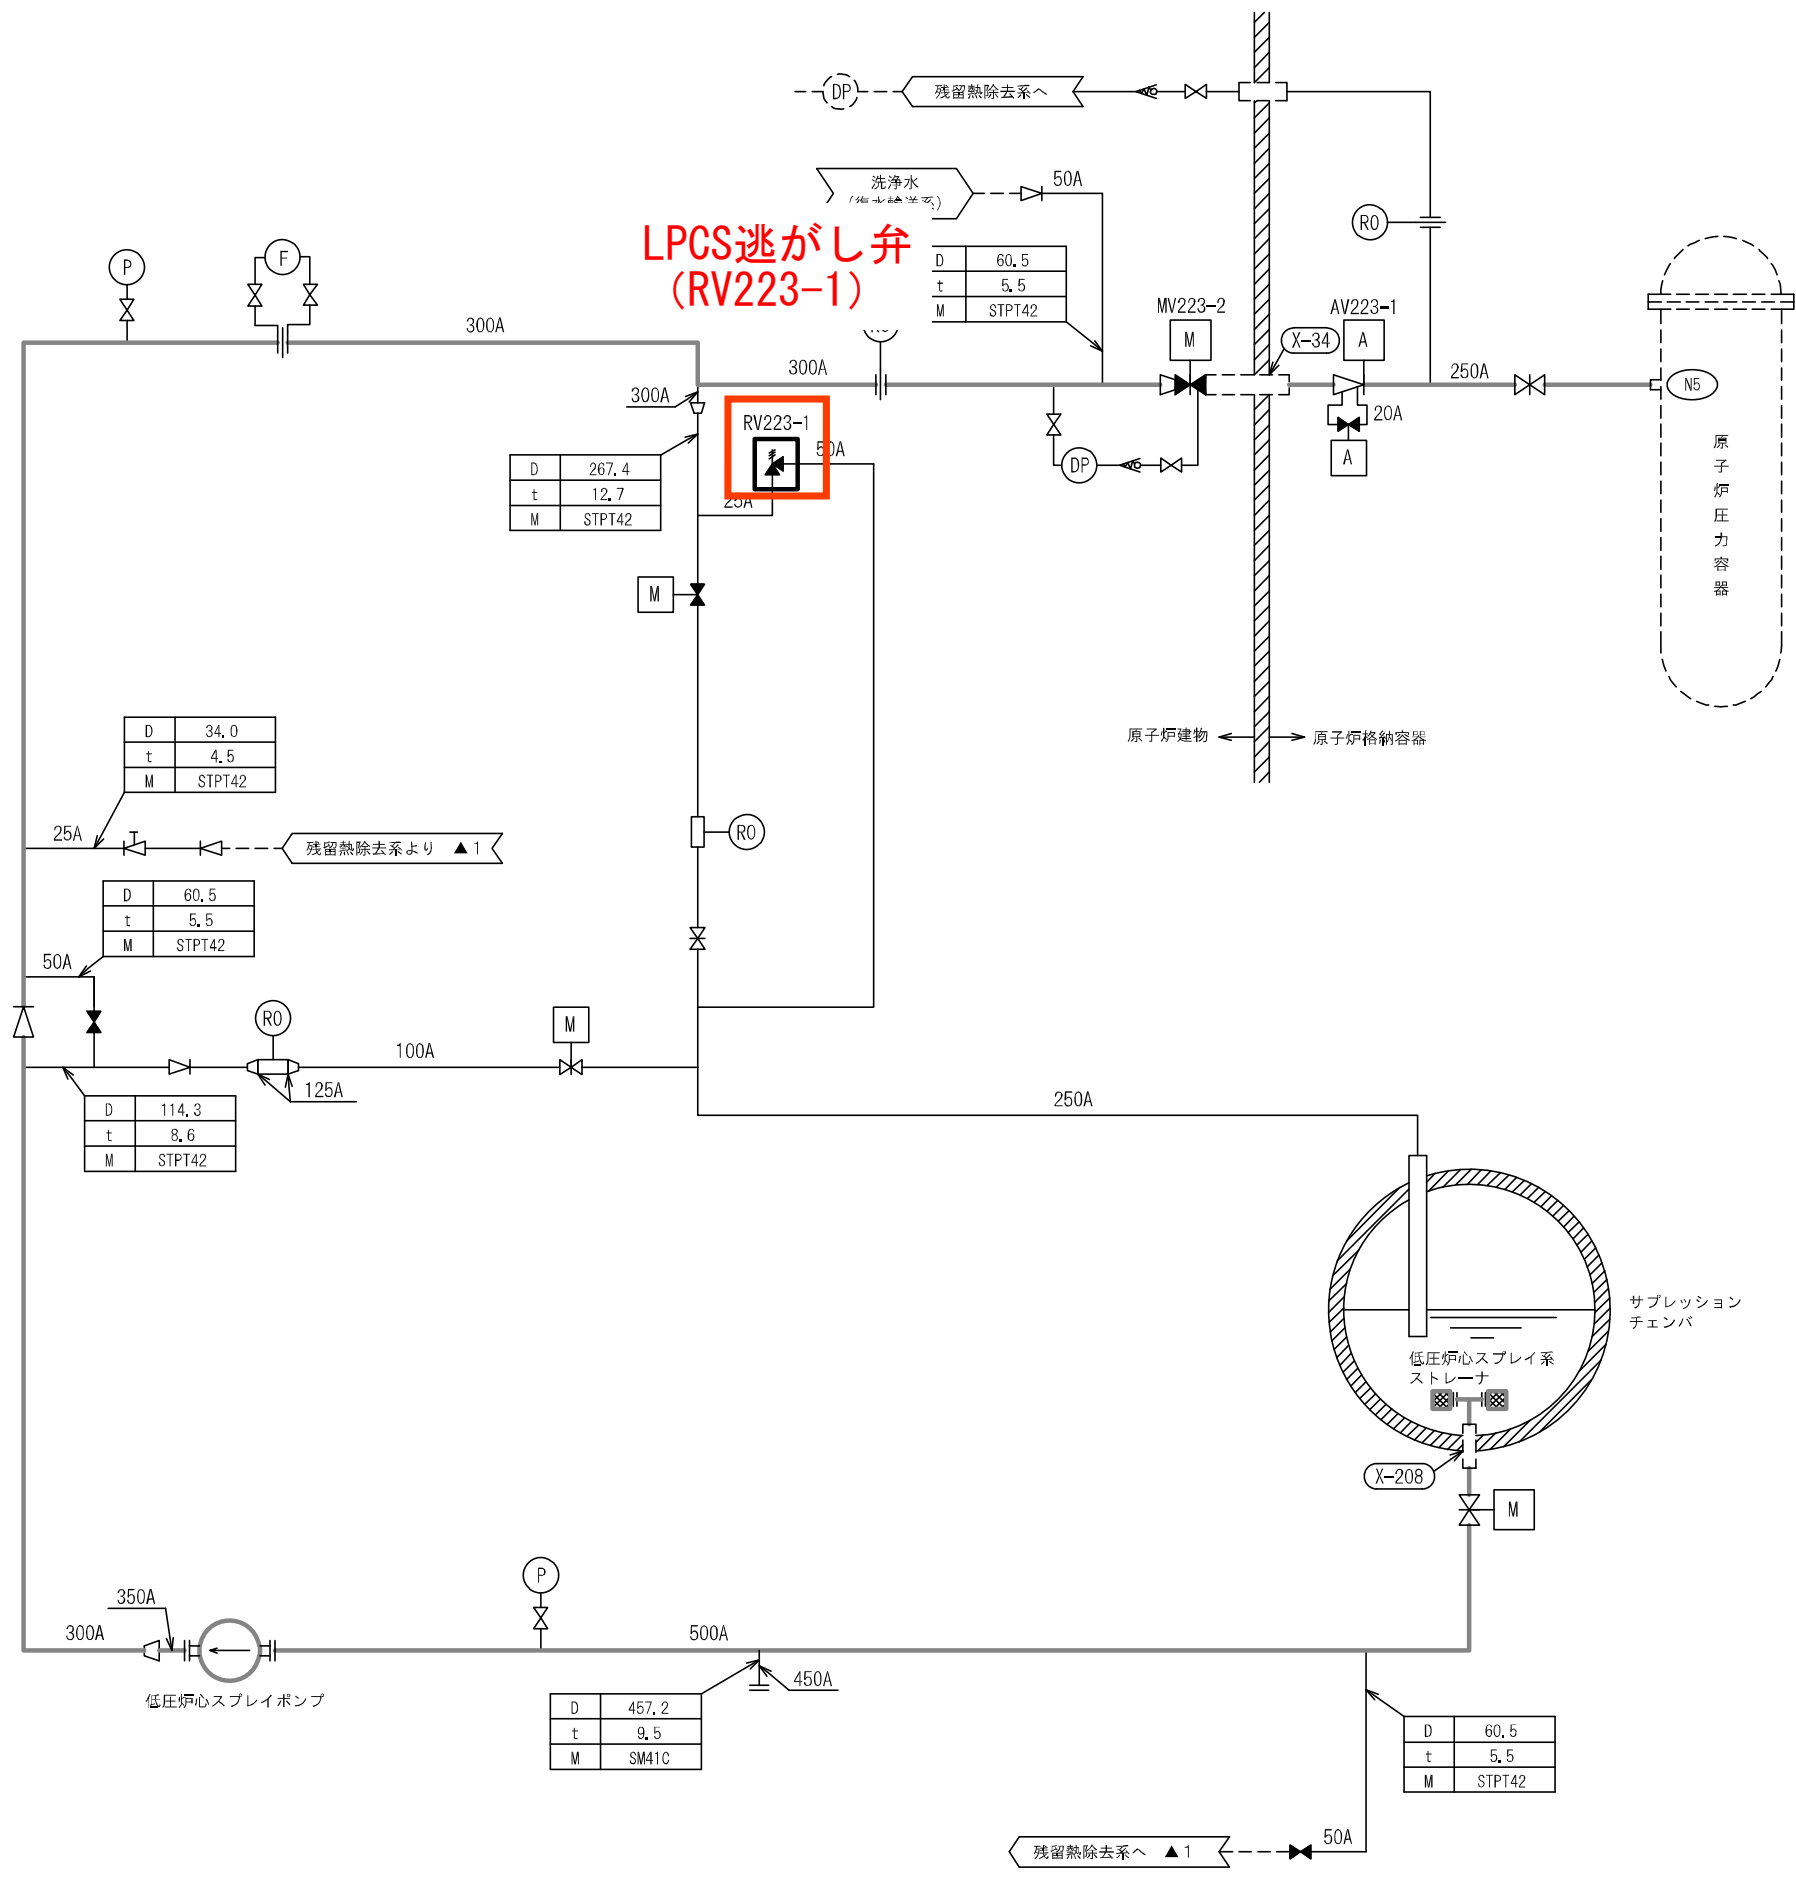 DP
残留熱除去系へ
洗浄水
50A
LPCS逃がし弁
(RV223-1)
D 60.5
t 5.5
M STPT42
P
F
300A
300A
MV223-2
M
X-34
AV223-1
A
RO
250A
N5
20A
A
DP
原子炉圧力容器
300A
RV223-1
50A
25A
D 267.4
t 12.7
M STPT42
M
原子炉建物
原子炉格納容器
D 34.0
t 4.5
M STPT42
25A
残留熱除去系より ▲1
RO
D 60.5
t 5.5
M STPT42
50A
RO
M
100A
125A
D 114.3
t 8.6
M STPT42
250A
サプレッション
チェンバ
低圧炉心スプレイ系
ストレーナ
X-208
M
P
350A
300A
500A
450A
低圧炉心スプレイポンプ
D 457.2
t 9.5
M SM41C
D 60.5
t 5.5
M STPT42
50A
残留熱除去系へ ▲1